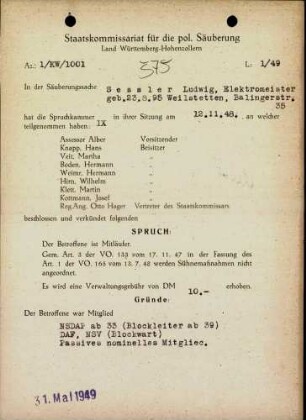 Staatskommissariat für die pol. Säuberung
Land Württemberg-Hohenzollern
Az.: 1/KW/1001
375
L: 1/49
In der Säuberungssache Sessler Ludwig, Elektromeister
geb.23.8.95 Weilstetten, Balingerstr.
35
hat die Spruchkammer in ihrer Sitzung am 12.11.48. an welcher
teilgenommen haben: IX
Assessor Alber Vorsitzender
Knapp, Hans Beisitzer
Veit, Martha "
Boden, Hermann "
Weimer, Hermann "
Hirn, Wilhelm "
Klett, Martin "
Kottmann, Josef "
Reg.Ang. Otto Hager Vertreter des Staatskommissars
beschlossen und verkündet folgenden
SPRUCH:
Der Betroffene ist Mitläufer.
Gem. Art. 3 der VO. 133 vom 17. 11. 47 in der Fassung des
Art. 1 der VO. 165 vom 13. 7. 48 werden Sühnemaßnahmen nicht
angeordnet.
Es wird eine Verwaltungsgebühr von DM 10.- erhoben.
Gründe:
Der Betroffene war Mitglied
NSDAP ab 33 (Blockleiter ab 39)
DAF, NSV (Blockwart)
Passives nominelles Mitglied.
31. Mai 1949